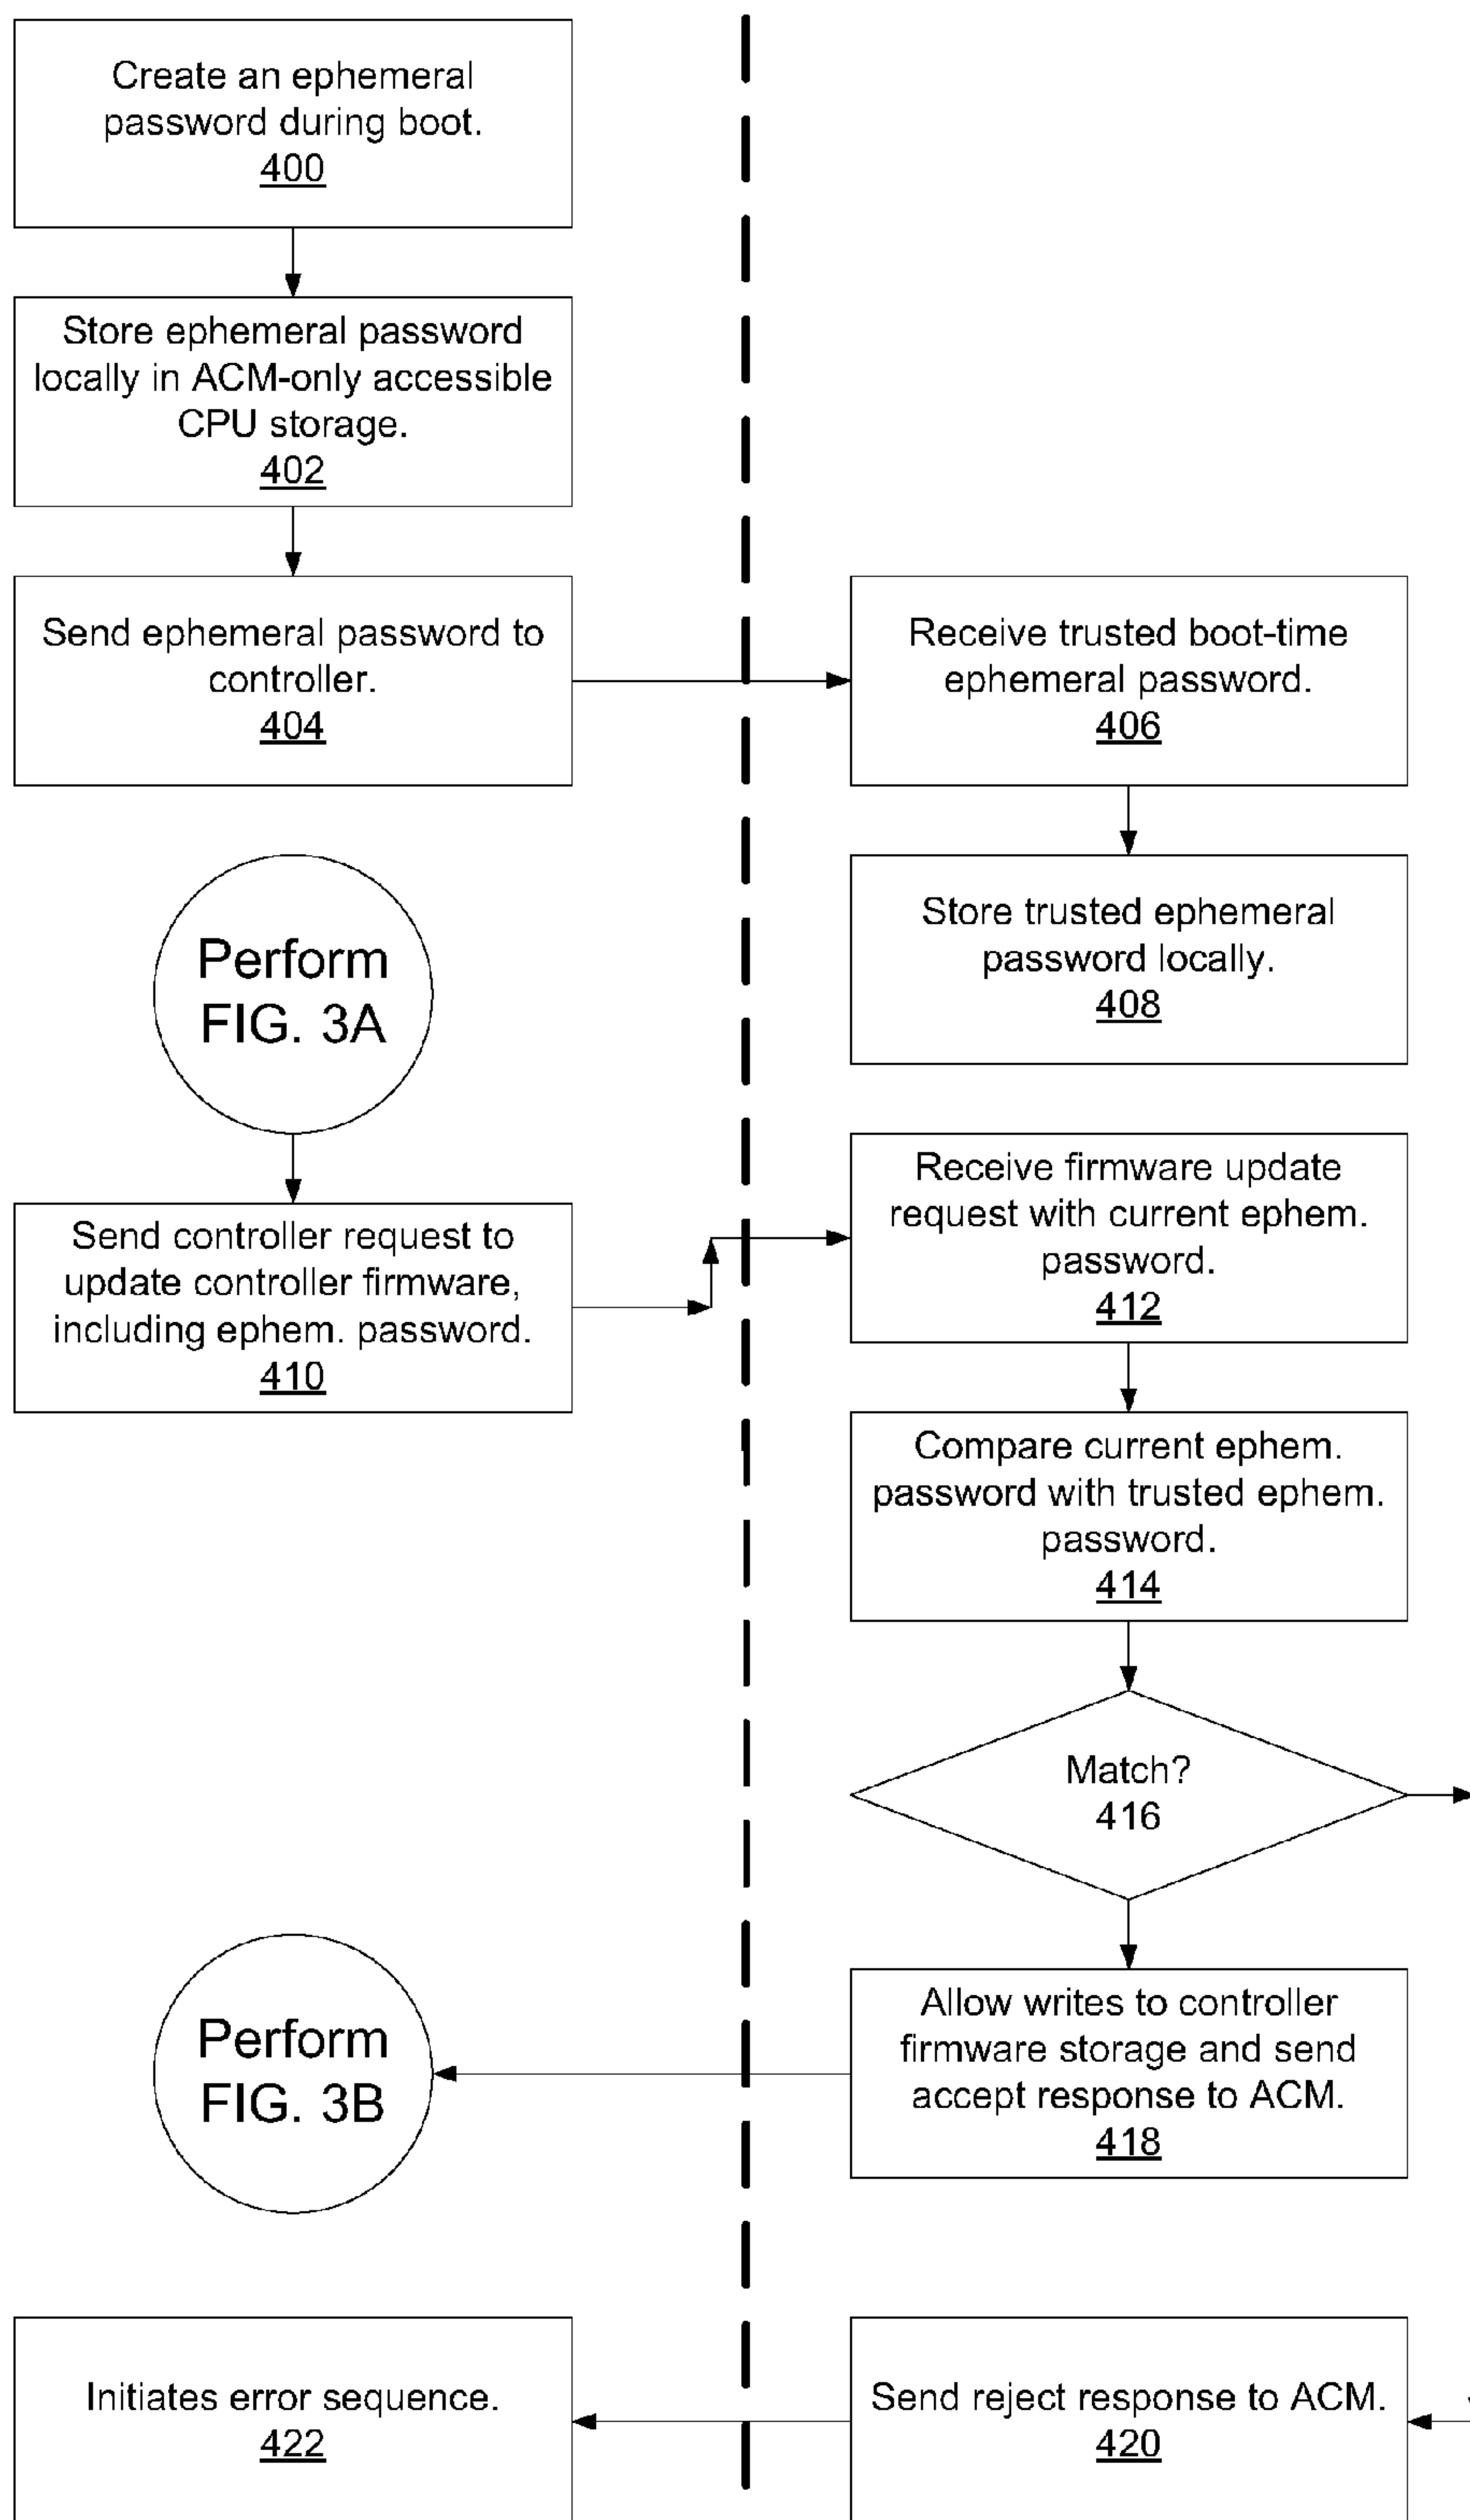 Create an ephemeral
password during boot.
400
Store ephemeral password
locally in ACM-only accessible
CPU storage.
402
Send ephemeral password to
controller.
404
Receive trusted boot-time
ephemeral password.
406
Store trusted ephemeral
password locally.
408
Perform
FIG. 3A
Send controller request to
update controller firmware,
including ephem. password.
410
Receive firmware update
request with current ephem.
password.
412
Compare current ephem.
password with trusted ephem.
password.
414
Match?
416
Allow writes to controller
firmware storage and send
accept response to ACM.
418
Perform
FIG. 3B
Send reject response to ACM.
420
Initiates error sequence.
422